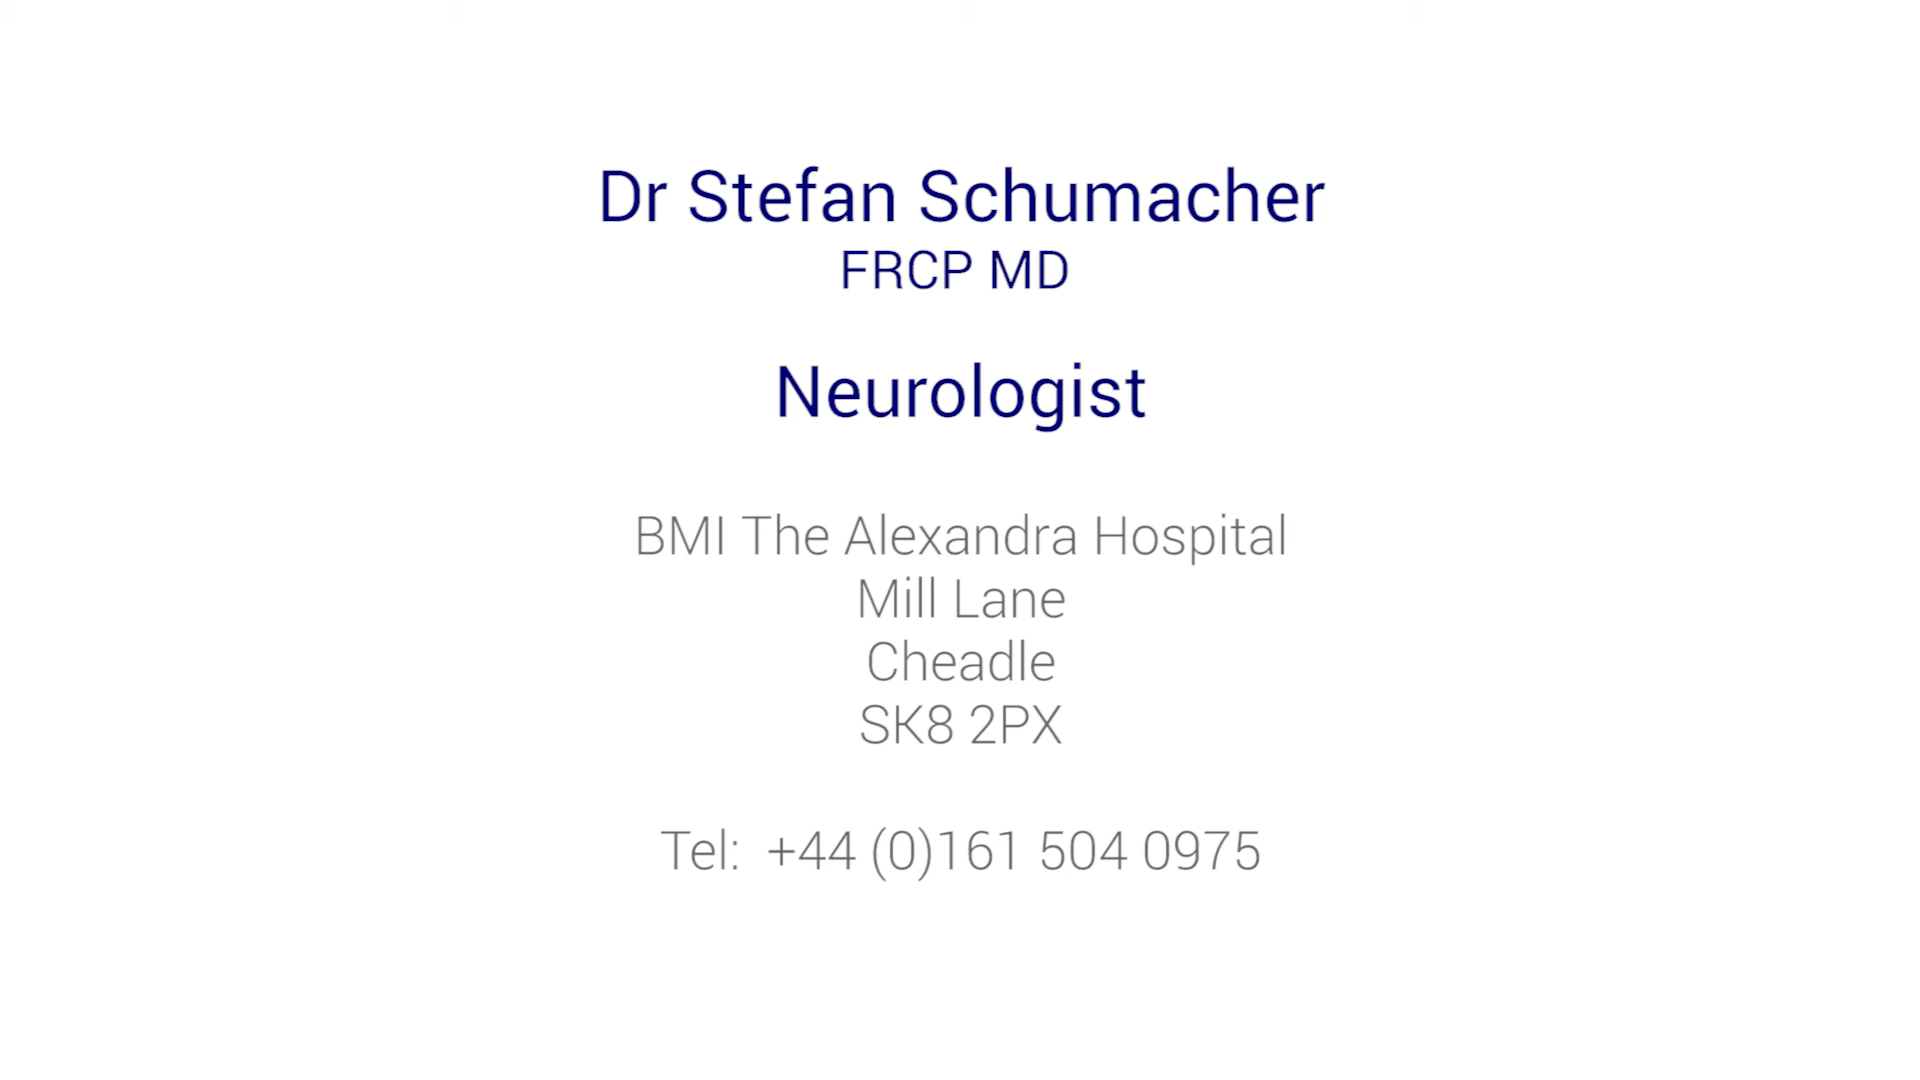 Dr Stefan Schumacher
FRCP MD
Neurologist
BMI The Alexandra Hospital
Mill Lane
Cheadle
SK8 2PX
Tel:  +44 (0)161 504 0975